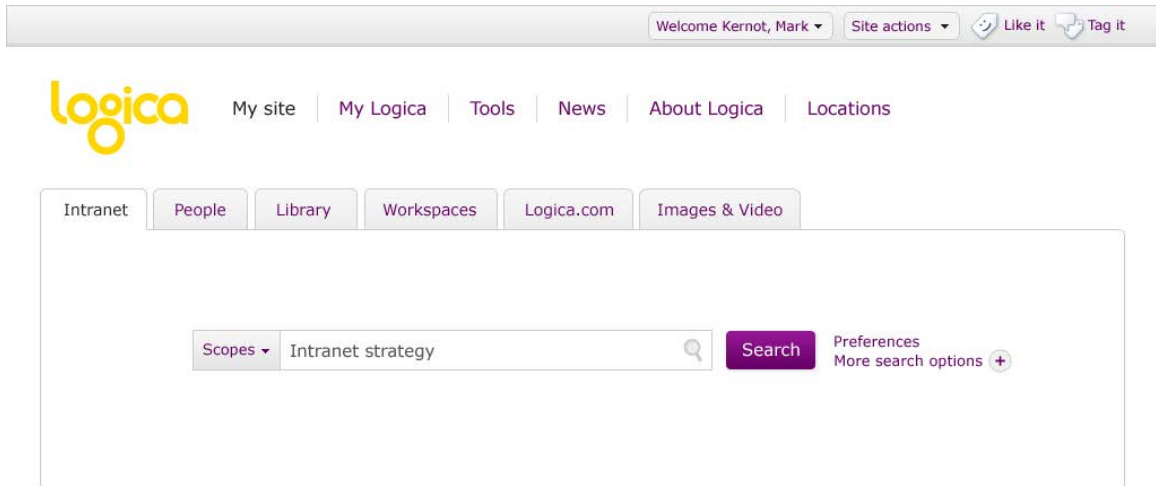 Welcome Kernot, Mark Site actions Like it Tag it
logica My site My Logica Tools News About Logica Locations
Intranet People Library Workspaces Logica.com Images & Video
Scopes Intranet strategy Search Preferences
More search options +